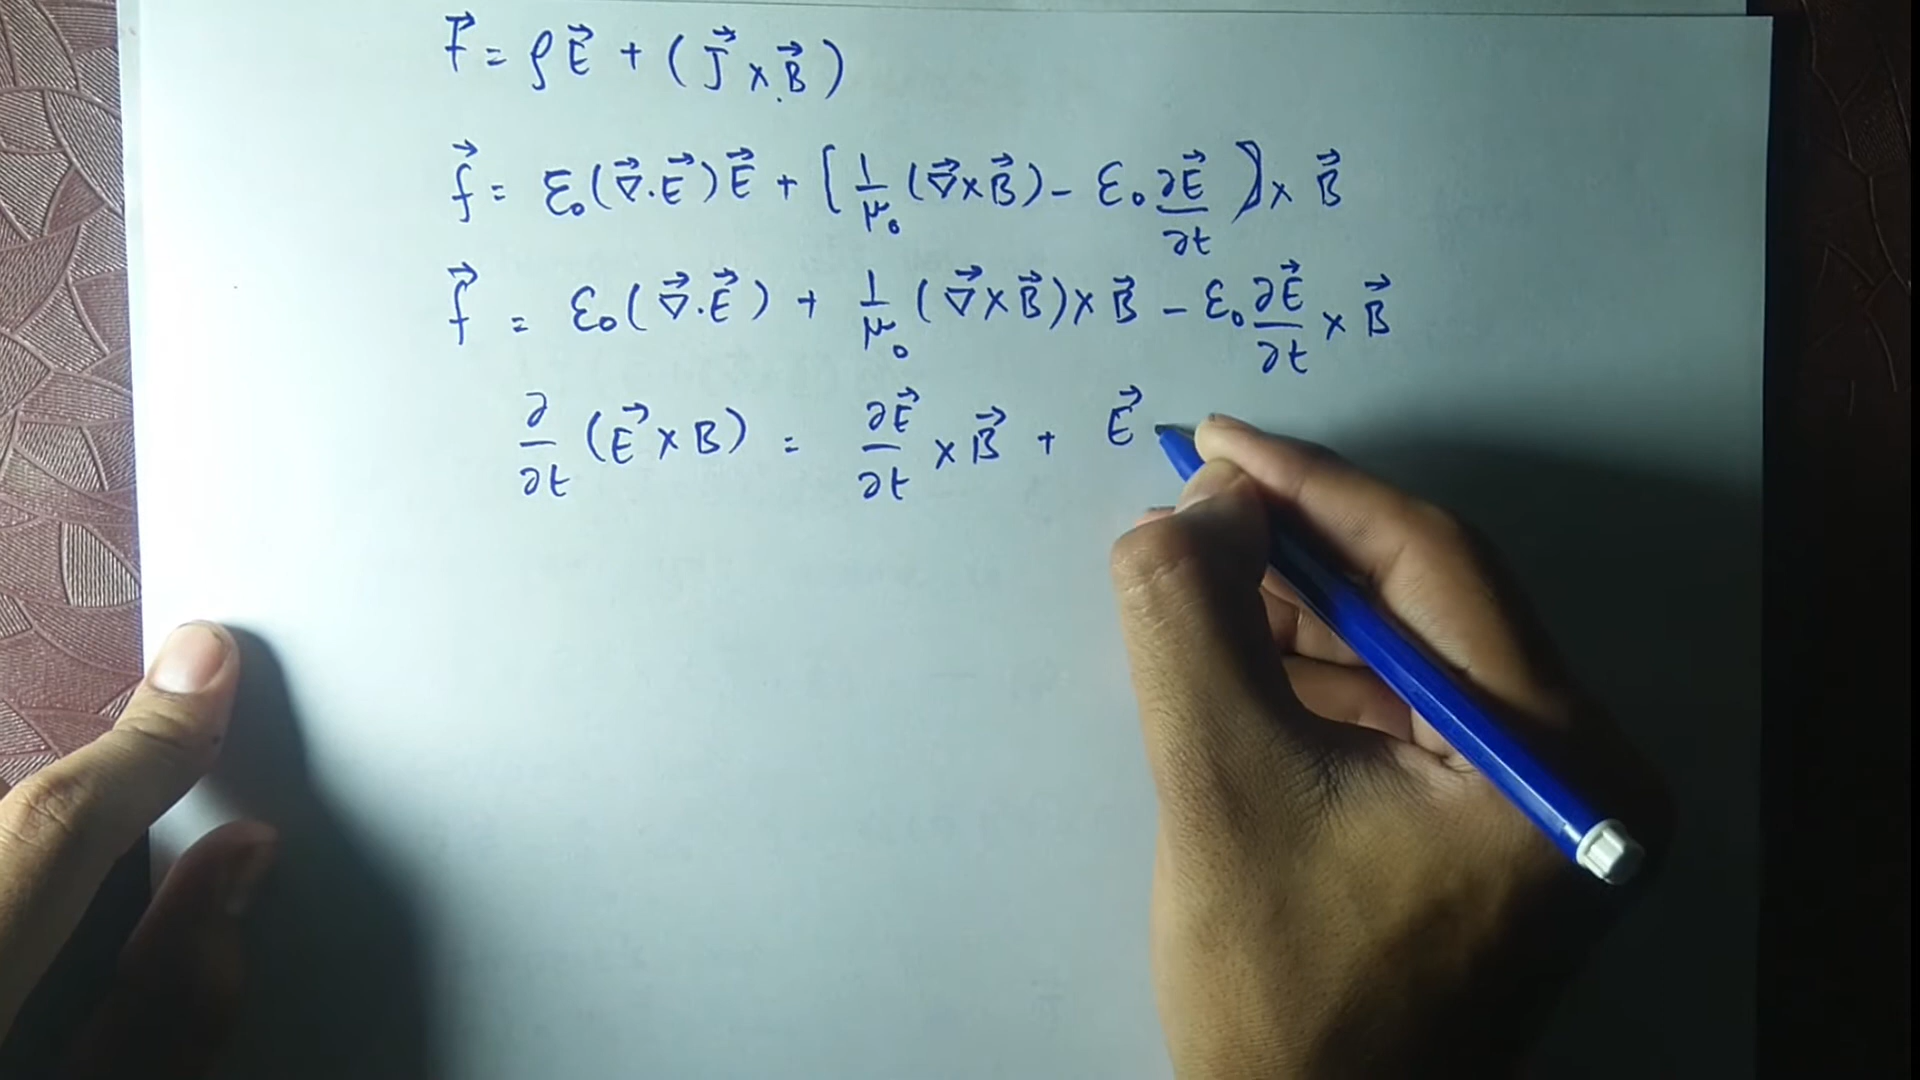 F⃗ = ρE⃗ + (J⃗ × B⃗)
f⃗ = ε₀(∇⃗.E⃗)E⃗ + [1/μ₀ (∇⃗×B⃗) - ε₀ ∂E⃗/∂t] × B⃗
f⃗ = ε₀(∇⃗.E⃗) + 1/μ₀ (∇⃗×B⃗)×B⃗ - ε₀ ∂E⃗/∂t × B⃗
∂/∂t (E⃗×B) = ∂E⃗/∂t × B⃗ + E⃗